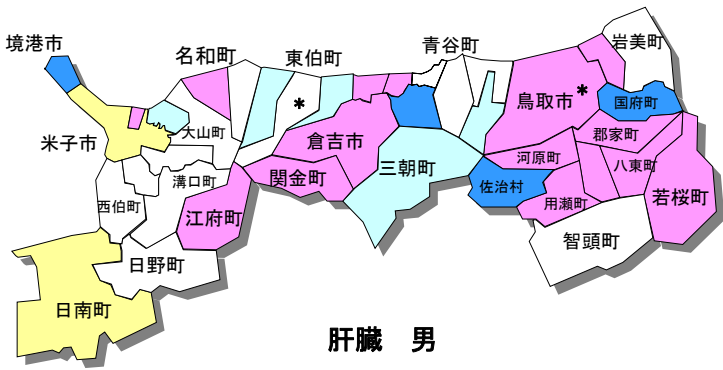 境港市
名和町
東伯町
青谷町
岩美町
米子市
大山町
*
倉吉市
鳥取市
*
国府町
郡家町
溝口町
関金町
三朝町
河原町
八東町
西伯町
江府町
佐治村
用瀬町
若桜町
日野町
智頭町
日南町
肝臓 男